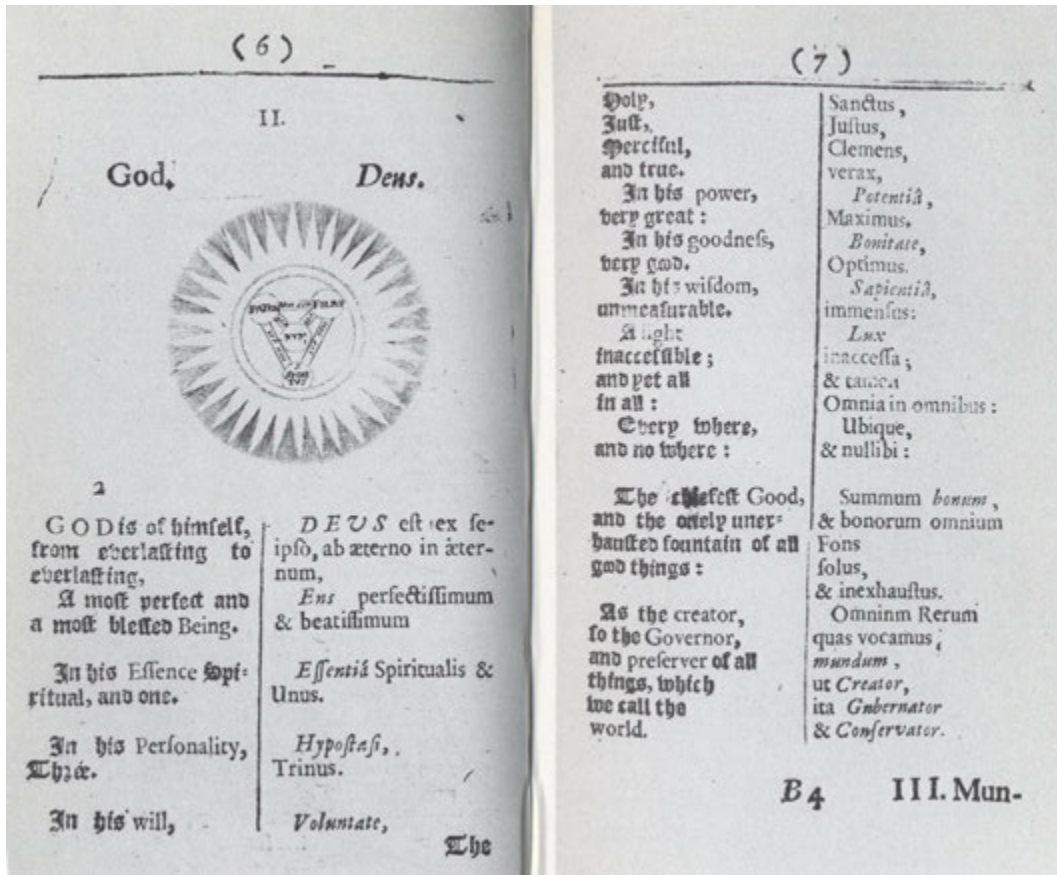 ( 6 )
II.
God.
Deus.
2
GOD is of himself,
from everlasting to
everlasting,
A most perfect and
a most blessed Being.
In his Essence Spi-
ritual, and one.
In his Personality,
Three.
In his will,
DEUS est ex se-
ipsò, ab æterno in æter-
num,
Ens perfectissimum
& beatissimum
Essentiâ Spiritualis &
Unus.
Hypostasi,
Trinus.
Voluntate,
The
( 7 )
Holy,
Just,
Merciful,
and true.
In his power,
very great :
In his goodness,
very good.
In his wisdom,
unmeasurable.
A light
inaccessible ;
and yet all
in all :
Every where,
and no where :
The chiefest Good,
and the onely unex-
hausted fountain of all
good things :
As the creator,
so the Governor,
and preserver of all
things, which
we call the
world.
Sanctus,
Justus,
Clemens,
verax,
Potentiâ,
Maximus.
Bonitate,
Optimus.
Sapientiâ,
immensus:
Lux
inaccessa ;
& tamen
Omnia in omnibus :
Ubique,
& nullibi :
Summum bonum,
& bonorum omnium
Fons
solus,
& inexhaustus.
Omninm Rerum
quas vocamus,
mundum,
ut Creator,
ita Gubernator
& Conservator.
B4
III. Mun-